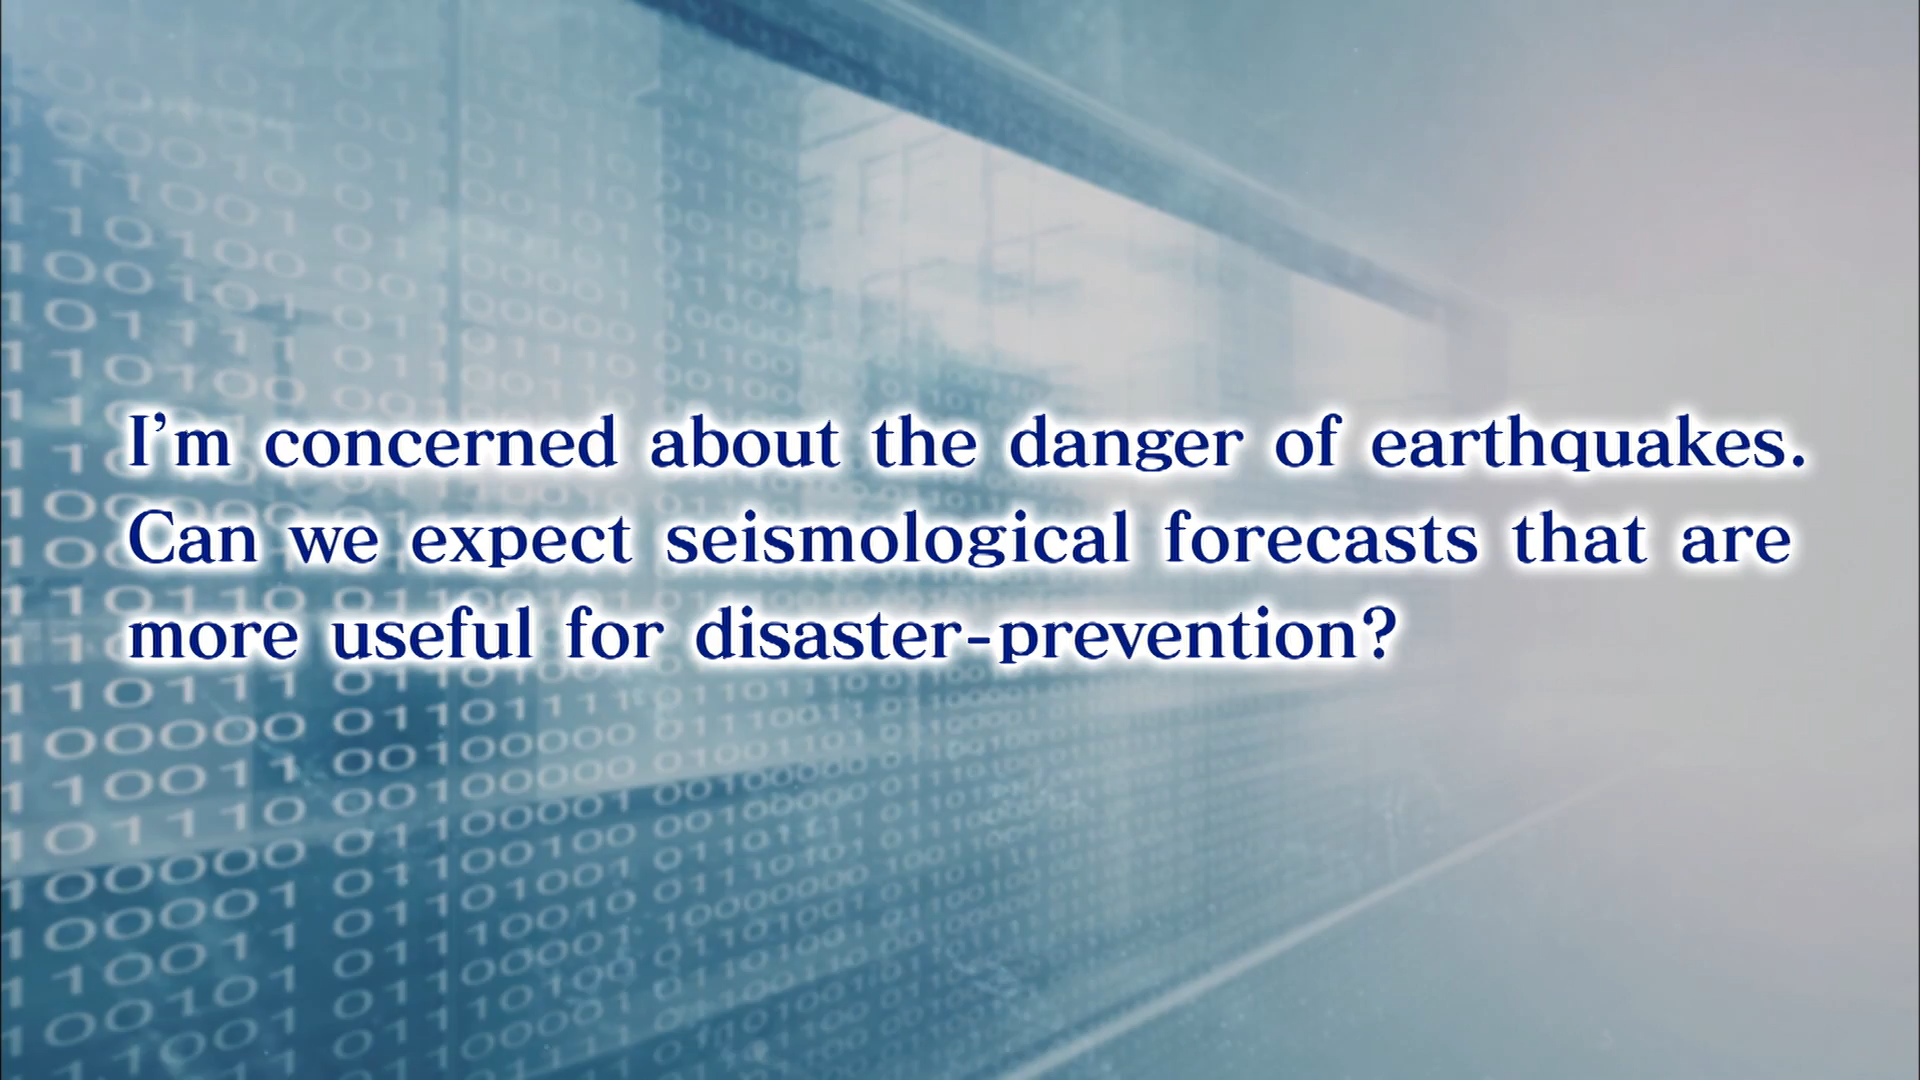 I’m concerned about the danger of earthquakes.
Can we expect seismological forecasts that are
more useful for disaster-prevention?